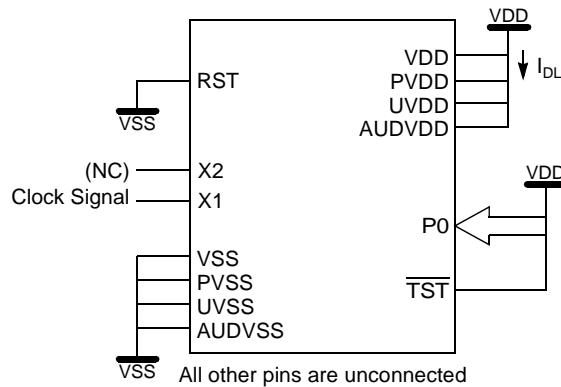 VDD
VDD
PVDD
UVDD
AUDVDD
IDL
RST
VSS
(NC)
X2
Clock Signal
X1
VDD
P0
TST
VSS
PVSS
UVSS
AUDVSS
VSS
All other pins are unconnected